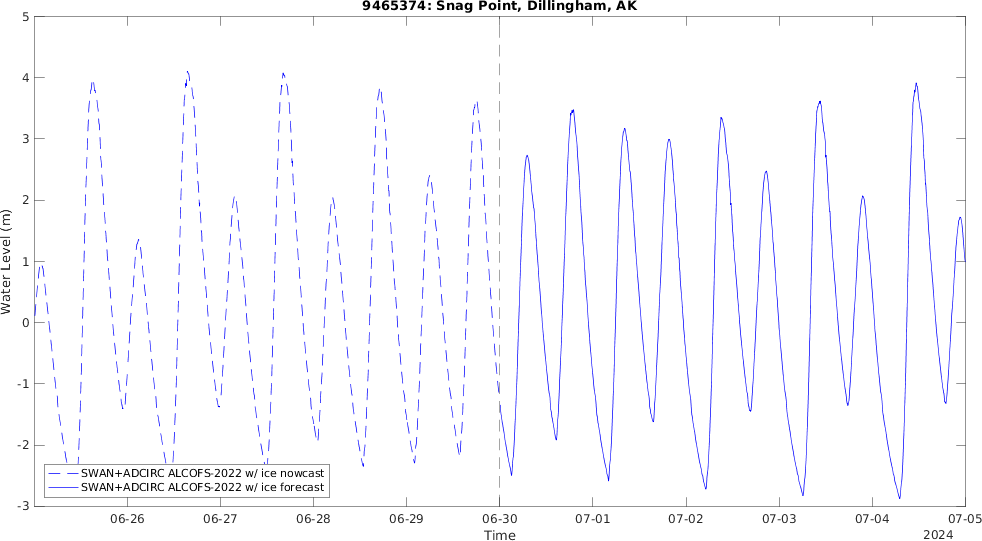 9465374: Snag Point, Dillingham, AK
Water Level (m)
5
4
3
2
1
0
-1
-2
-3
SWAN+ADCIRC ALCOFS-2022 w/ ice nowcast
SWAN+ADCIRC ALCOFS-2022 w/ ice forecast
06-26 06-27 06-28 06-29 06-30 07-01 07-02 07-03 07-04 07-05
Time
2024